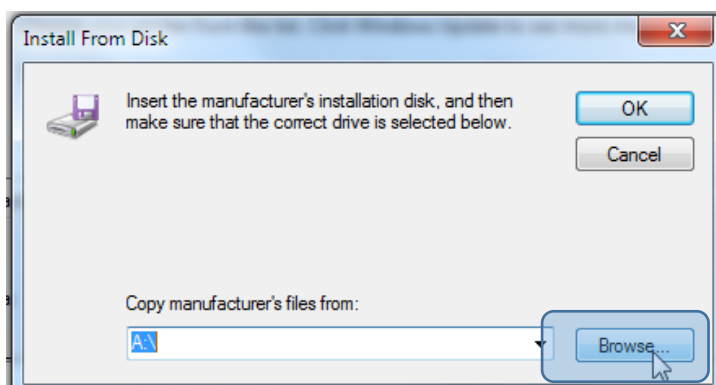 Install From Disk
Insert the manufacturer's installation disk, and then
make sure that the correct drive is selected below.
OK
Cancel
Copy manufacturer's files from:
A:\
Browse...